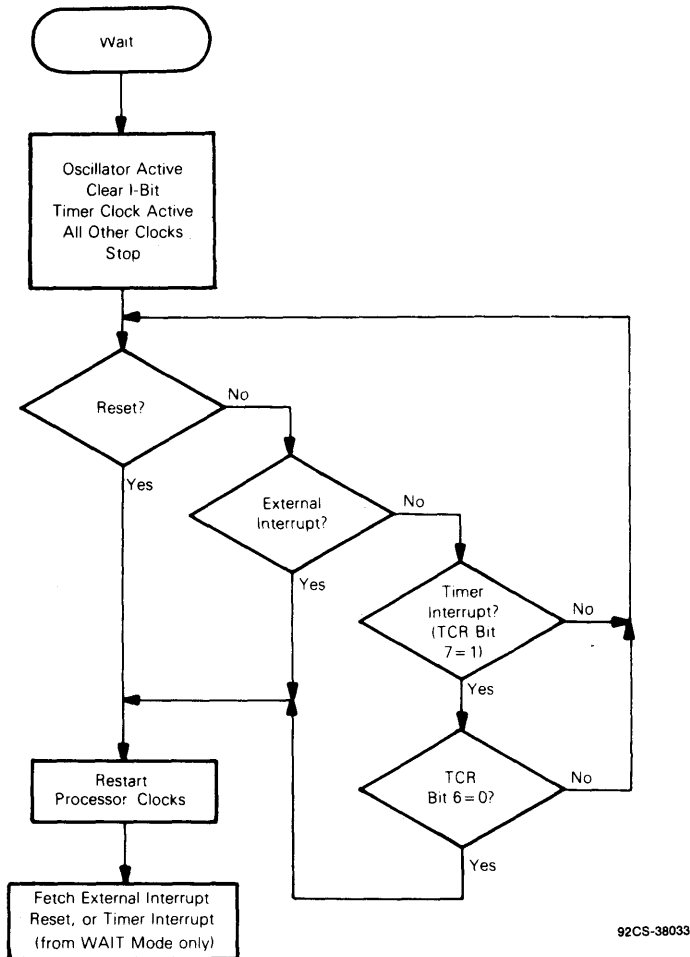 Wait
Oscillator Active
Clear I-Bit
Timer Clock Active
All Other Clocks
Stop
Reset?
No
Yes
External
Interrupt?
No
Yes
Timer
Interrupt?
(TCR Bit
7=1)
No
Yes
TCR
Bit 6=0?
No
Yes
Restart
Processor Clocks
Fetch External Interrupt
Reset, or Timer Interrupt
(from WAIT Mode only)
92CS-38033